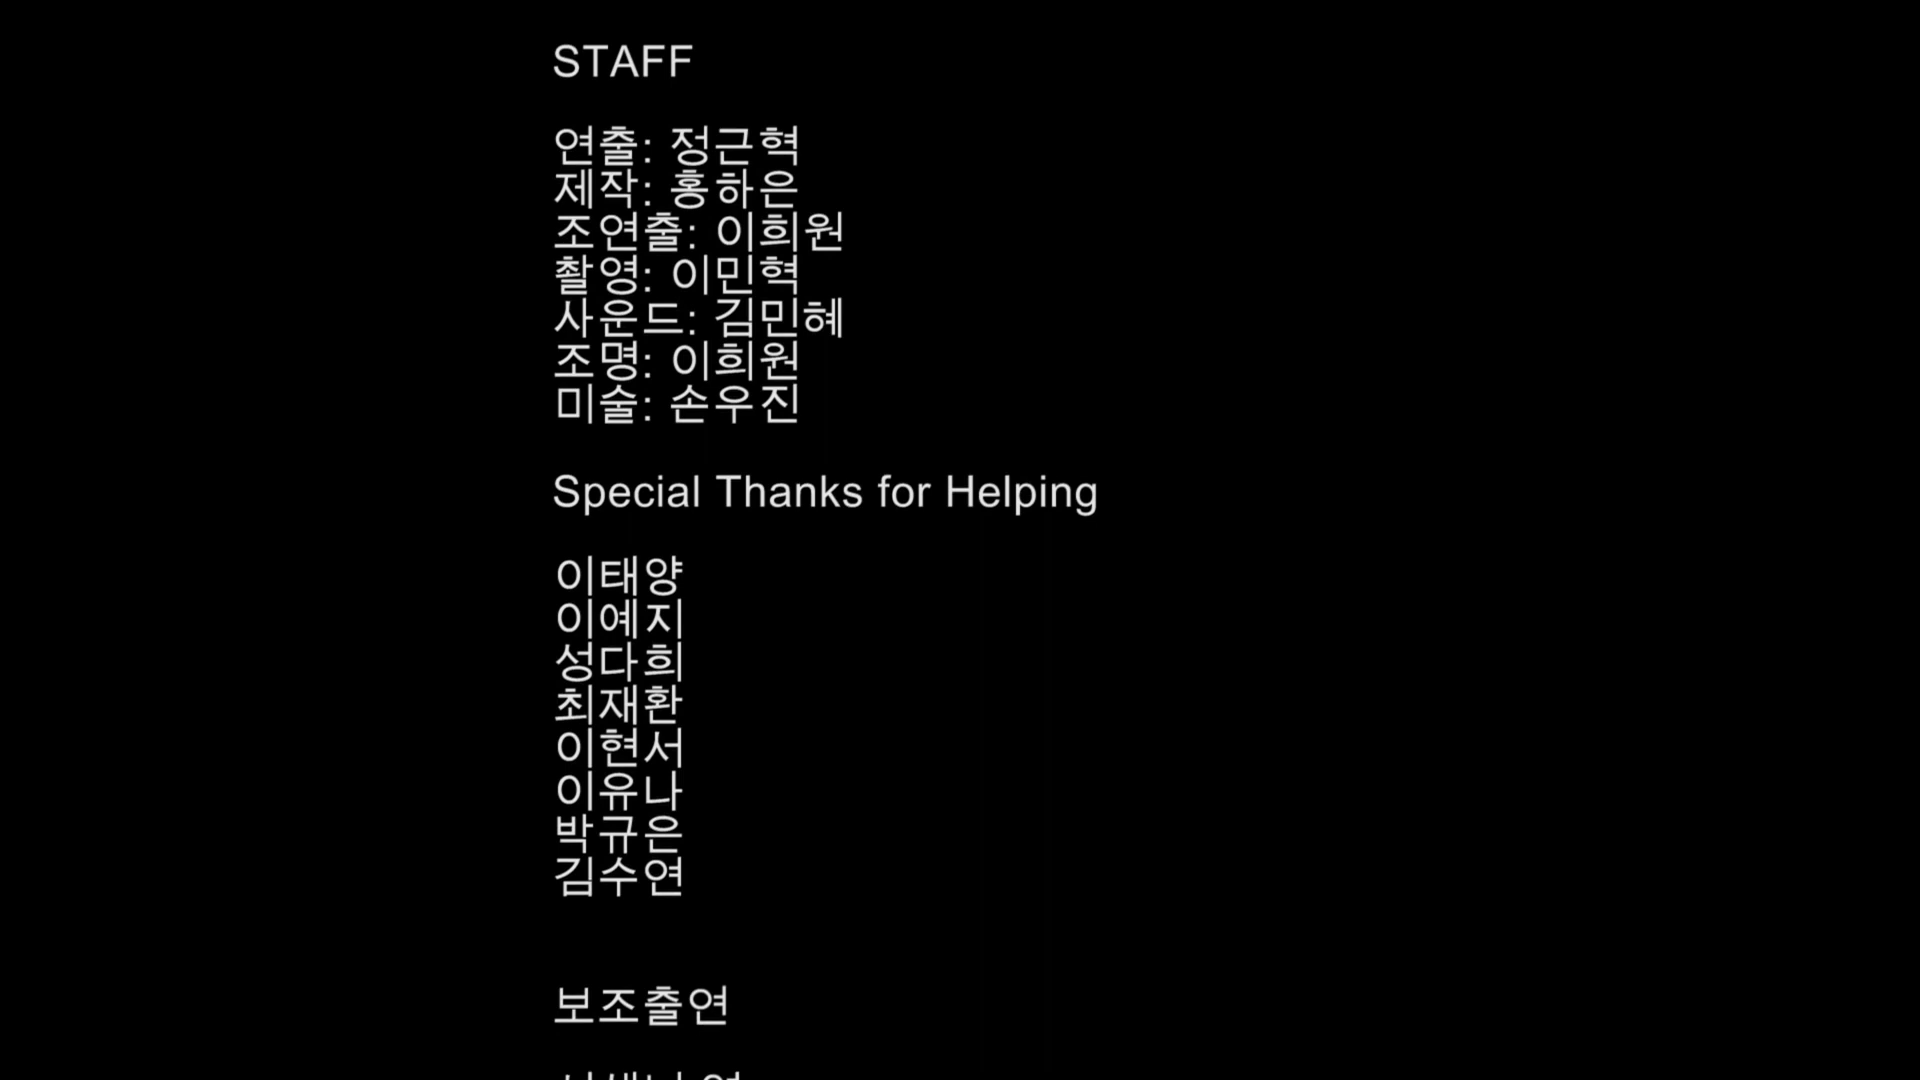 STAFF
연출: 정근혁
제작: 홍하은
조연출: 이희원
촬영: 이민혁
사운드: 김민혜
조명: 이희원
미술: 손우진
Special Thanks for Helping
이태양
이예지
성다희
최재환
이현서
이유나
박규은
김수연
보조출연